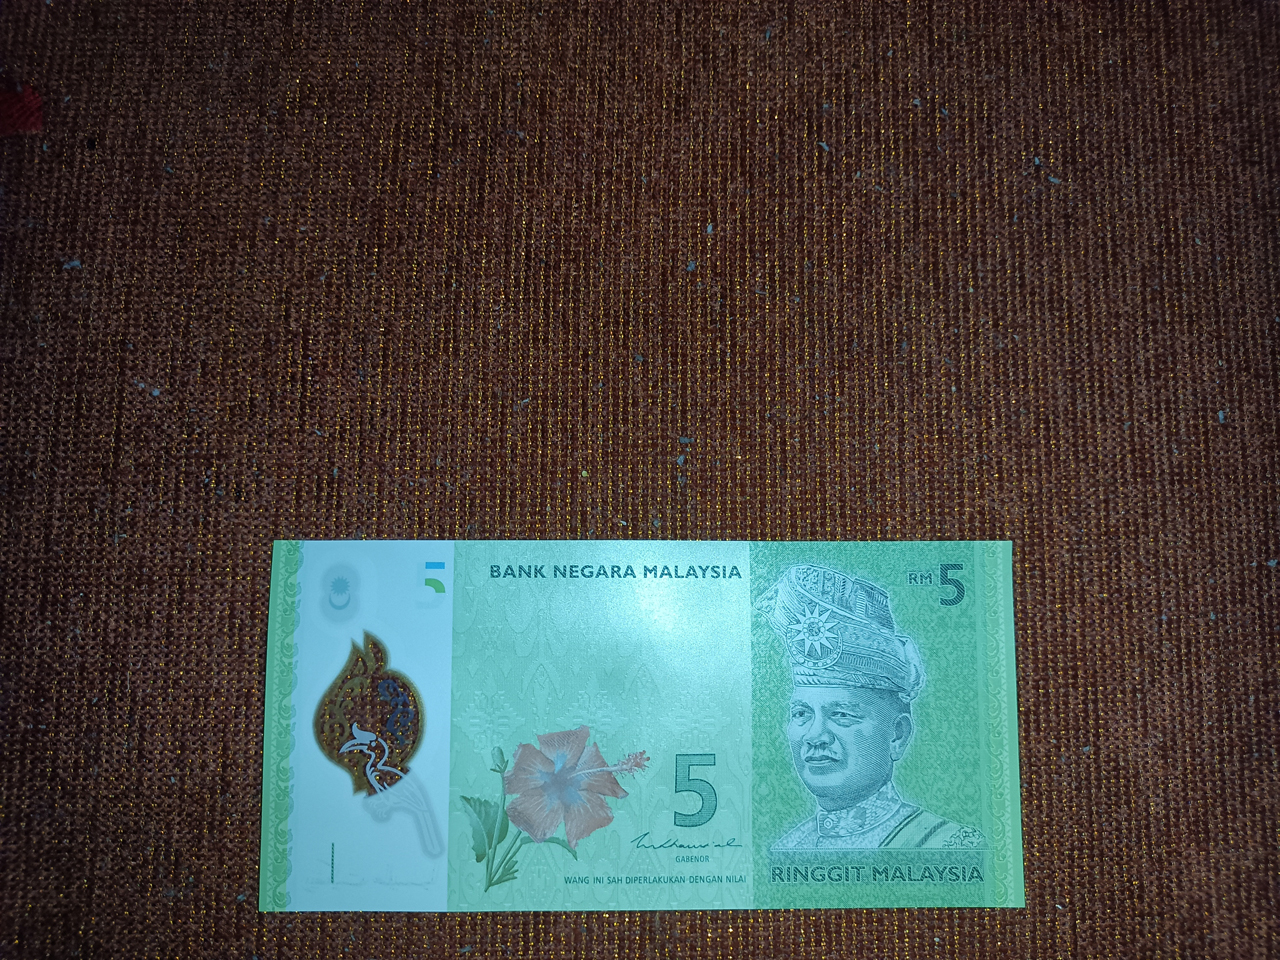 BANK NEGARA MALAYSIA
RM 5
5
GABENOR
WANG INI SAH DIPERLAKUKAN DENGAN NILAI
RINGGIT MALAYSIA